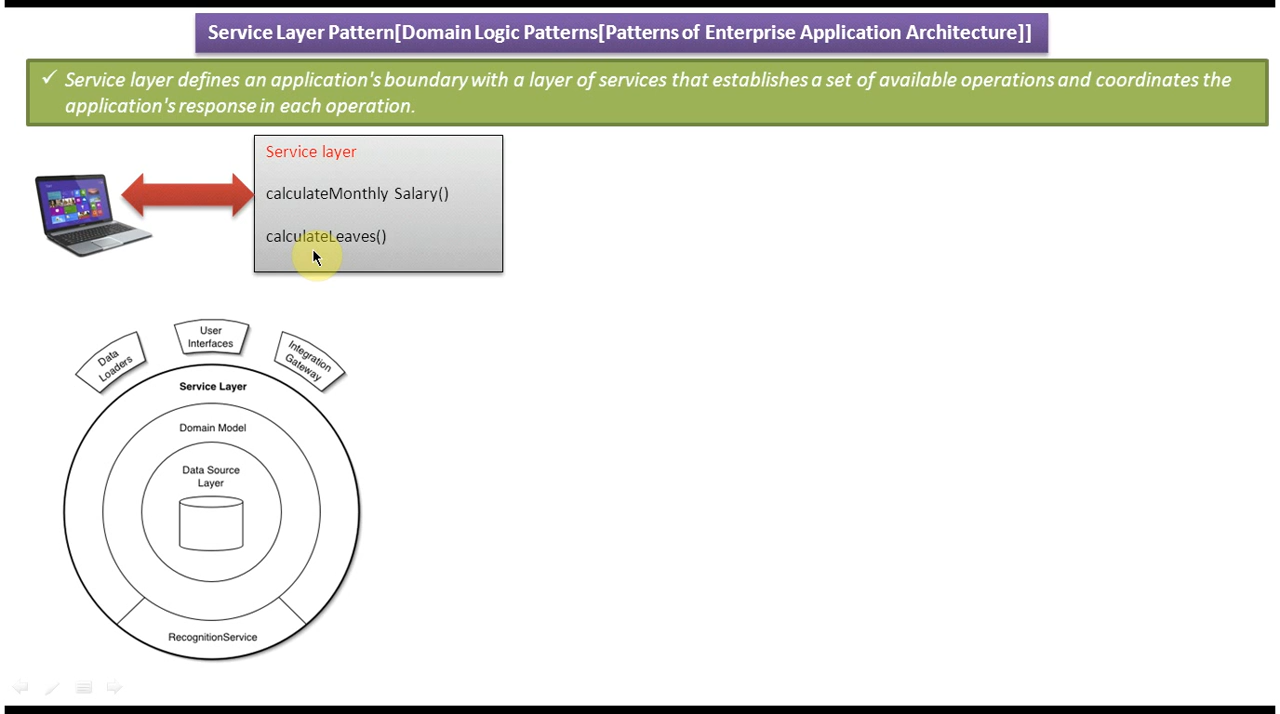 Service Layer Pattern[Domain Logic Patterns[Patterns of Enterprise Application Architecture]]
✓ Service layer defines an application's boundary with a layer of services that establishes a set of available operations and coordinates the
application's response in each operation.
Service layer
calculateMonthly Salary()
calculateLeaves()
Data
Loaders
User
Interfaces
Integration
Gateway
Service Layer
Domain Model
Data Source
Layer
RecognitionService